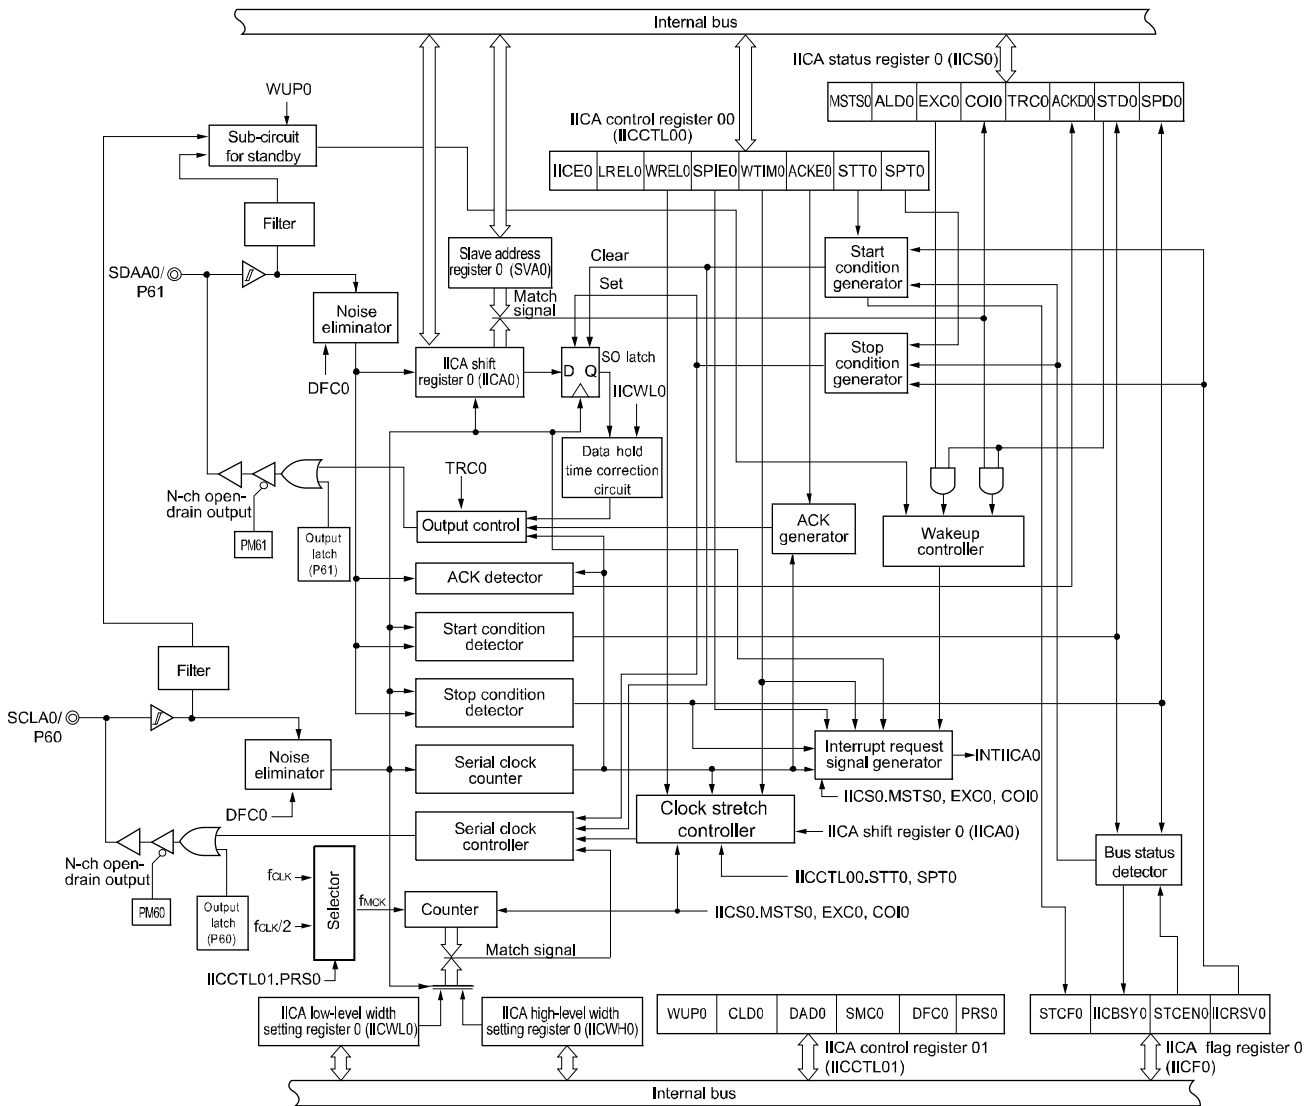 Internal bus
IICA status register 0 (IICS0)
MSTS0 ALD0 EXC0 COI0 TRC0 ACKD0 STD0 SPD0
WUP0
Sub-circuit
for standby
IICA control register 00
(IICCTL00)
IICE0 LREL0 WREL0 SPIE0 WTIM0 ACKE0 STT0 SPT0
Filter
Slave address
register 0 (SVA0)
Clear
Set
Start
condition
generator
SDAA0/
P61
Noise
eliminator
DFC0
Match
signal
IICA shift
register 0 (IICA0)
D Q
SO latch
IICWL0
Stop
condition
generator
Data hold
time correction
circuit
TRC0
N-ch open-
drain output
PM61
Output
latch
(P61)
Output control
ACK
generator
Wakeup
controller
ACK detector
Start condition
detector
Filter
Stop condition
detector
SCLA0/
P60
Noise
eliminator
DFC0
Serial clock
counter
Interrupt request
signal generator
INTIICA0
IICS0.MSTS0, EXC0, COI0
Clock stretch
controller
IICA shift register 0 (IICA0)
Serial clock
controller
Bus status
detector
N-ch open-
drain output
PM60
Output
latch
(P60)
fCLK
fCLK/2
Selector
fMCK
IICCTL01.PRS0
Counter
IICCTL00.STT0, SPT0
IICS0.MSTS0, EXC0, COI0
Match signal
IICA low-level width
setting register 0 (IICWL0)
IICA high-level width
setting register 0 (IICWH0)
WUP0 CLD0 DAD0 SMC0 DFC0 PRS0
IICA control register 01
(IICCTL01)
STCF0 IICBSY0 STCEN0 IICRSV0
IICA flag register 0
(IICF0)
Internal bus